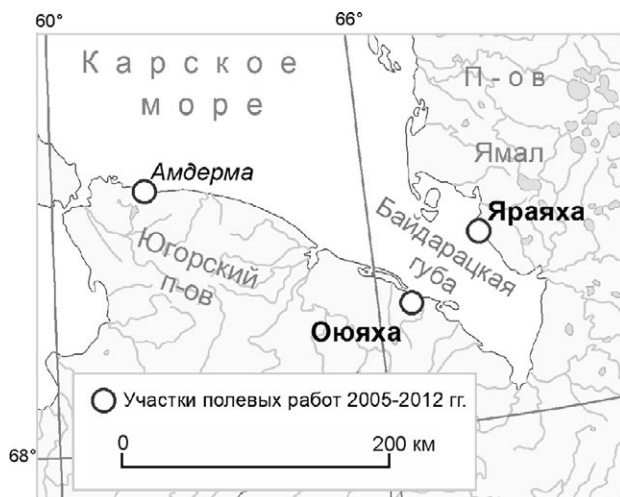 60°
66°
Карское
море
П-ов
Ямал
Амдерма
Яраяха
Байдарацкая
губа
Югорский
п-ов
Оюяха
Участки полевых работ 2005-2012 гг.
0
200 км
68°